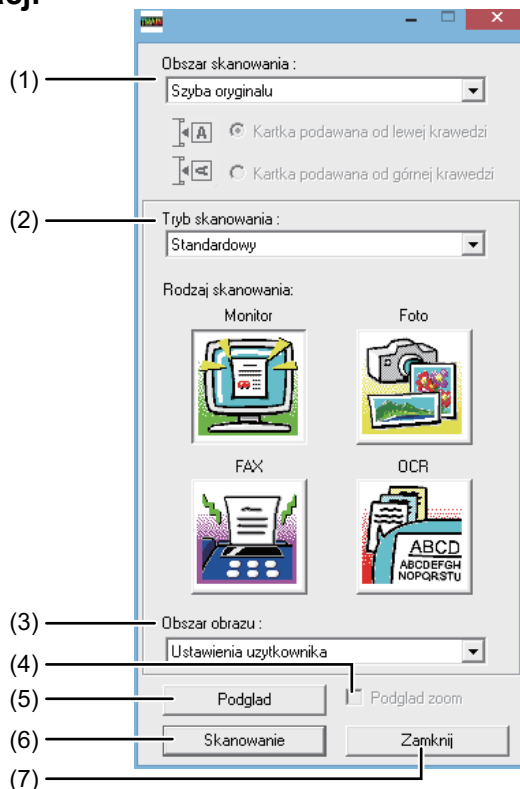 TWAIN
(1)
Obszar skanowania :
Szyba oryginalu
A
Kartka podawana od lewej krawedzi
A
Kartka podawana od górnej krawedzi
(2)
Tryb skanowania :
Standardowy
Rodzaj skanowania:
Monitor Foto
FAX OCR
ABCD
ABCDEFGH
NOPQRSTU
(3)
Obszar obrazu :
Ustawienia uzytkownika
(4)
(5) Podglad Podglad zoom
(6) Skanowanie Zamknij
(7)